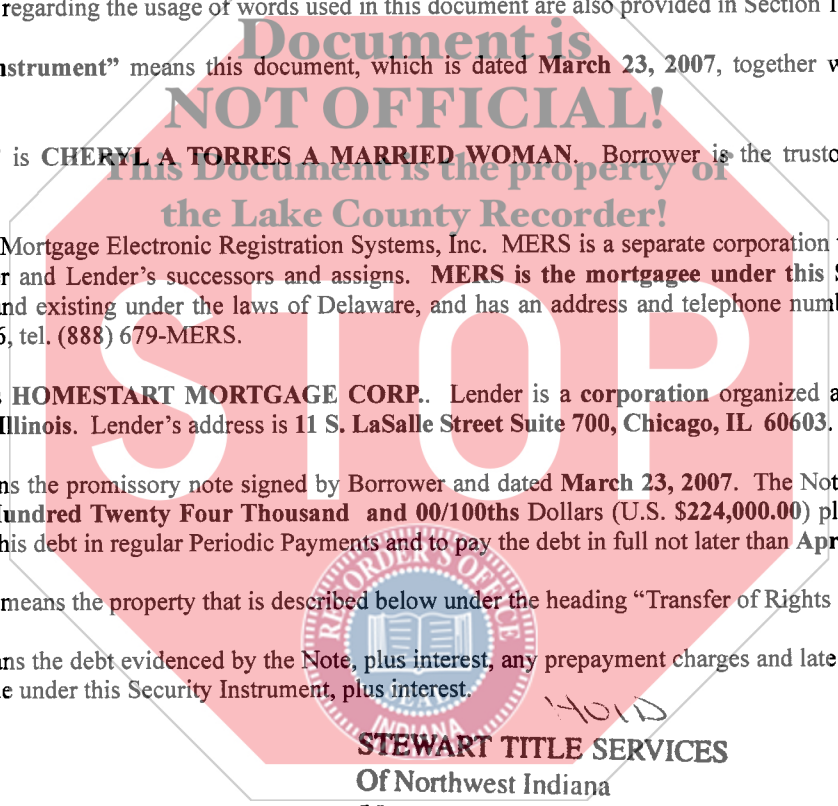 regarding the usage of words used in this document are also provided in Section
Document is
nstrument” means this document, which is dated March 23, 2007, together
NOT OFFICIAL!
is CHERYL A TORRES A MARRIED WOMAN. Borrower is the trusto
This Document is the property of
the Lake County Recorder!
Mortgage Electronic Registration Systems, Inc. MERS is a separate corporation
r and Lender’s successors and assigns. MERS is the mortgagee under this
nd existing under the laws of Delaware, and has an address and telephone num
6, tel. (888) 679-MERS.
STOP
s HOMESTART MORTGAGE CORP.. Lender is a corporation organized a
Illinois. Lender’s address is 11 S. LaSalle Street Suite 700, Chicago, IL 60603.
ns the promissory note signed by Borrower and dated March 23, 2007. The Not
undred Twenty Four Thousand and 00/100ths Dollars (U.S. $224,000.00) pl
his debt in regular Periodic Payments and to pay the debt in full not later than Apr
RECORDER'S OFFICE
means the property that is described below under the heading “Transfer of Rights
ns the debt evidenced by the Note, plus interest, any prepayment charges and late
e under this Security Instrument, plus interest.
SEAL
INDIANA
HOLD
STEWART TITLE SERVICES
Of Northwest Indiana